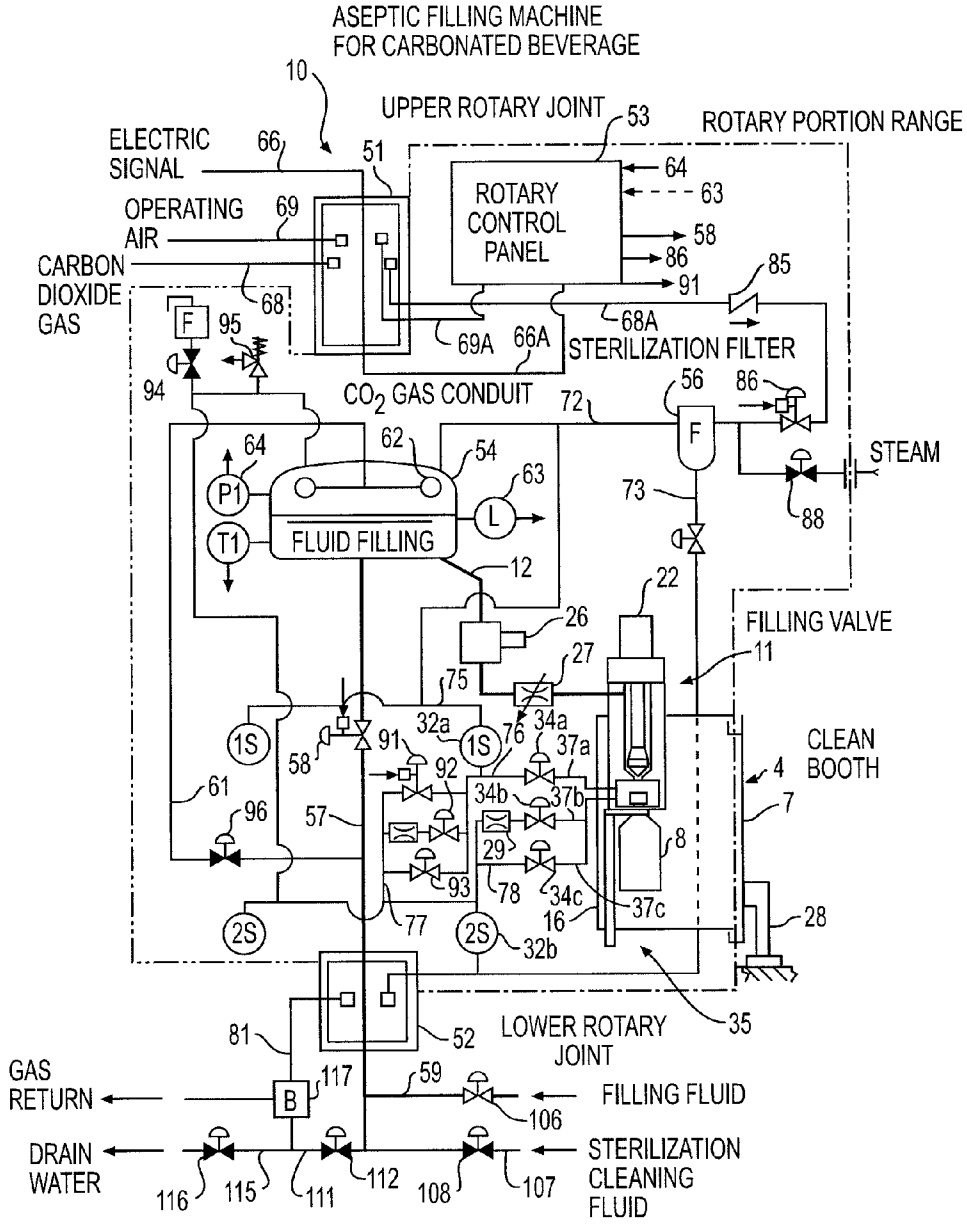 ASEPTIC FILLING MACHINE
FOR CARBONATED BEVERAGE
10
UPPER ROTARY JOINT
53
ROTARY PORTION RANGE
ELECTRIC
SIGNAL
66
51
64
63
ROTARY
CONTROL
PANEL
OPERATING
AIR
69
58
86
CARBON
DIOXIDE
GAS
68
91
85
F
95
69A
68A
66A
STERILIZATION FILTER
94
CO2 GAS CONDUIT
56
86
72
F
64
62
54
63
STEAM
P1
L
73
88
T1
FLUID FILLING
12
22
26
FILLING VALVE
27
11
75
32a
1S
1S
76
34a
37a
58
91
92
34b
37b
CLEAN
BOOTH
4
7
61
96
57
29
8
93
78
34c
37c
16
28
77
2S
2S
32b
35
52
LOWER ROTARY
JOINT
81
GAS
RETURN
117
B
59
106
FILLING FLUID
DRAIN
WATER
116
115
111
112
108
107
STERILIZATION
CLEANING
FLUID